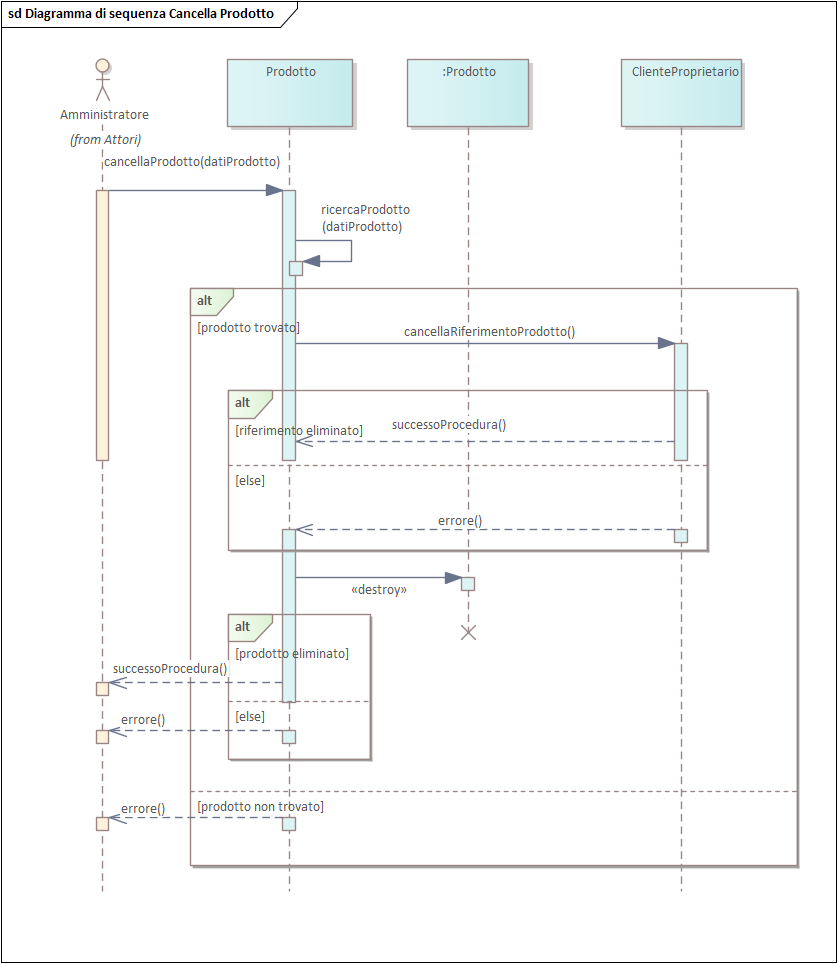 sd Diagramma di sequenza Cancella Prodotto
Prodotto
:Prodotto
ClienteProprietario
Amministratore
(from Attori)
cancellaProdotto(datiProdotto)
ricercaProdotto
(datiProdotto)
alt
[prodotto trovato]
cancellaRiferimentoProdotto()
alt
[riferimento eliminato]
successoProcedura()
[else]
errore()
«destroy»
alt
[prodotto eliminato]
successoProcedura()
[else]
errore()
[prodotto non trovato]
errore()